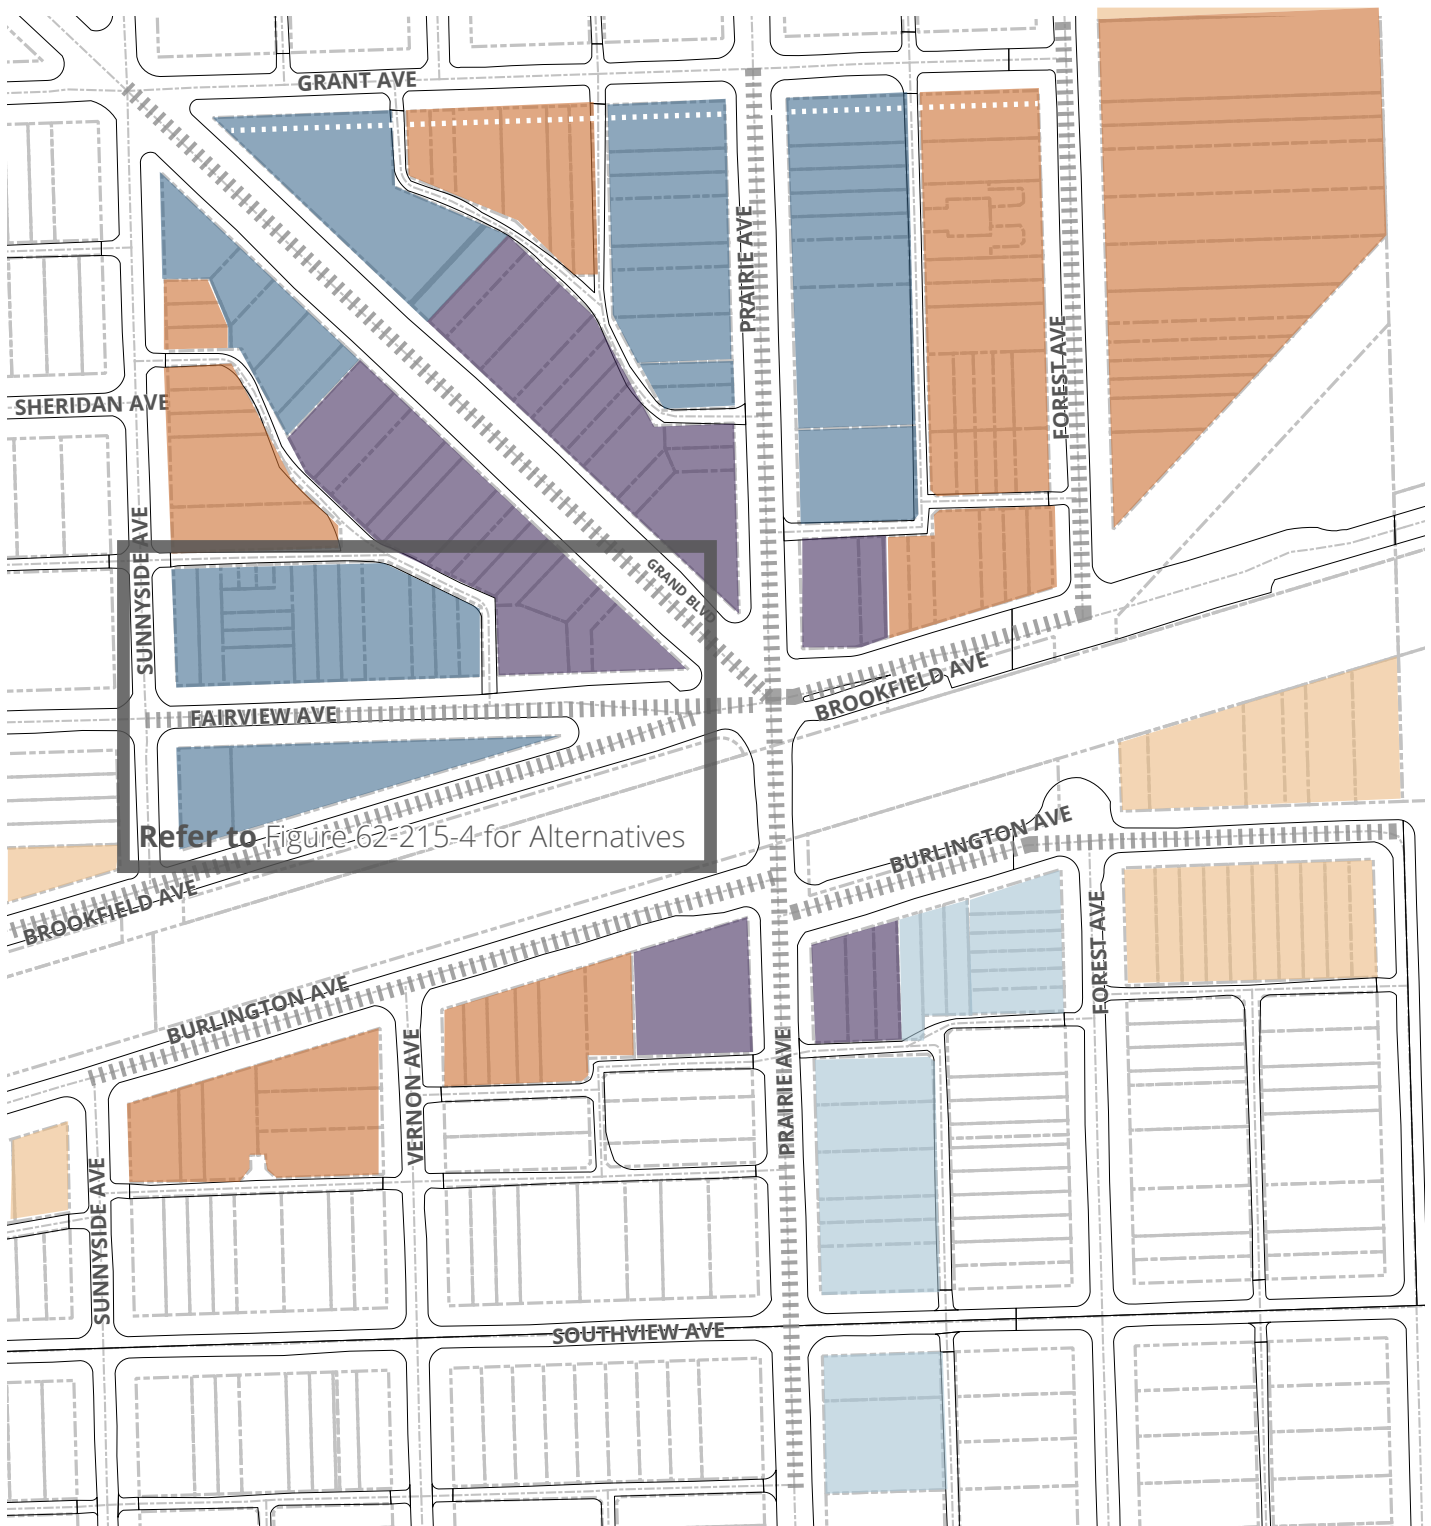 GRANT AVE
PRAIRIE AVE
FOREST AVE
SHERIDAN AVE
SUNNYSIDE AVE
GRAND BLVD
BROOKFIELD AVE
FAIRVIEW AVE
Refer to Figure 62-215-4 for Alternatives
BURLINGTON AVE
BROOKFIELD AVE
FOREST AVE
BURLINGTON AVE
VERNON AVE
PRAIRIE AVE
SUNNYSIDE AVE
SOUTHVIEW AVE